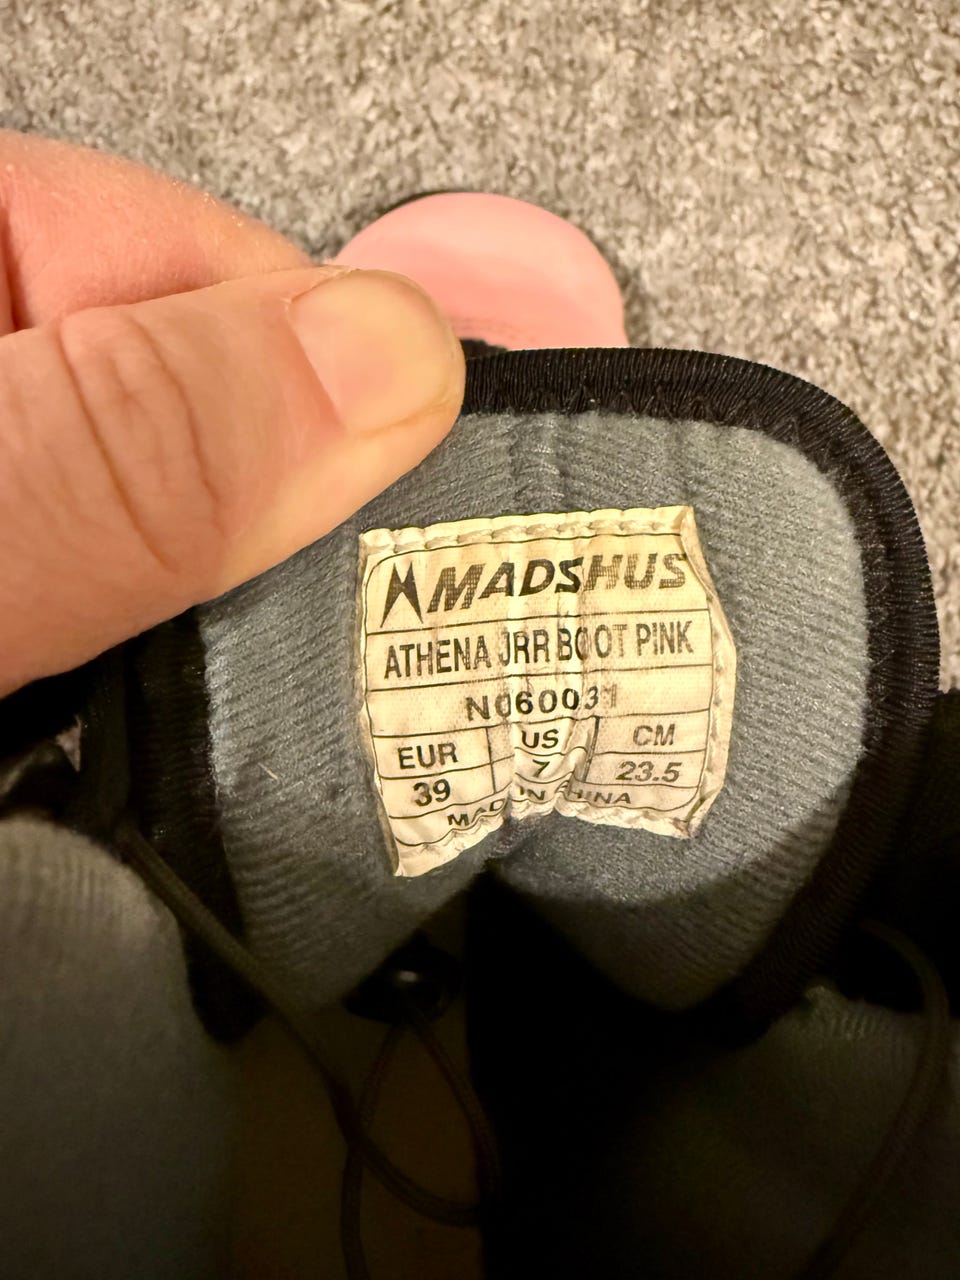 MADSHUS
ATHENA JRR BOOT PINK
N060031
EUR US CM
39 7 23.5
MADE IN CHINA